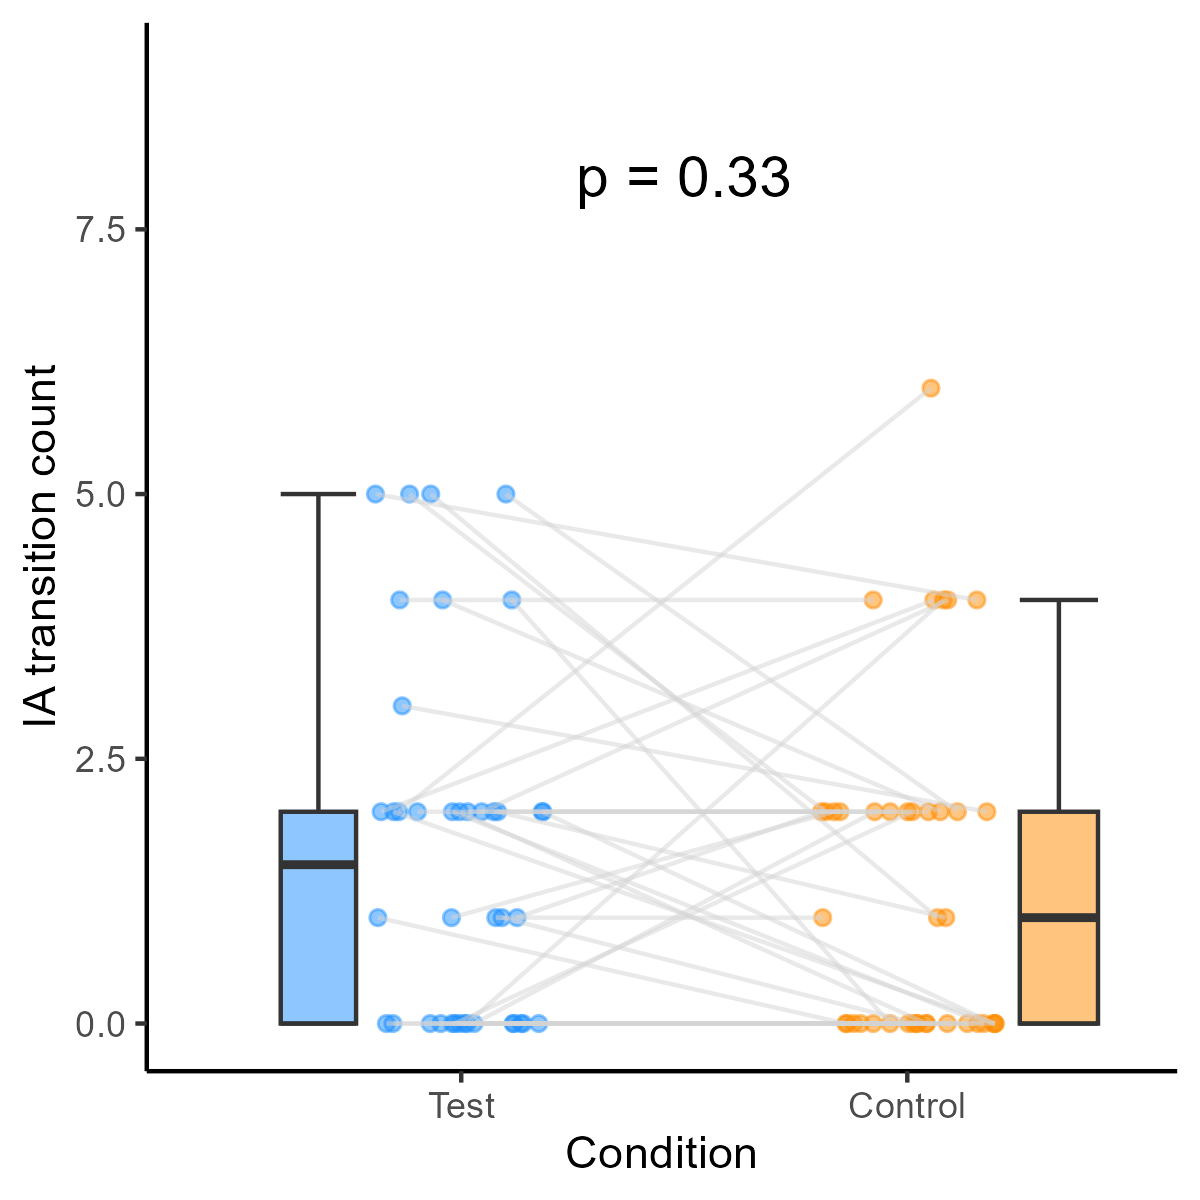 p = 0.33
7.5
5.0
2.5
0.0
IA transition count
Test
Control
Condition